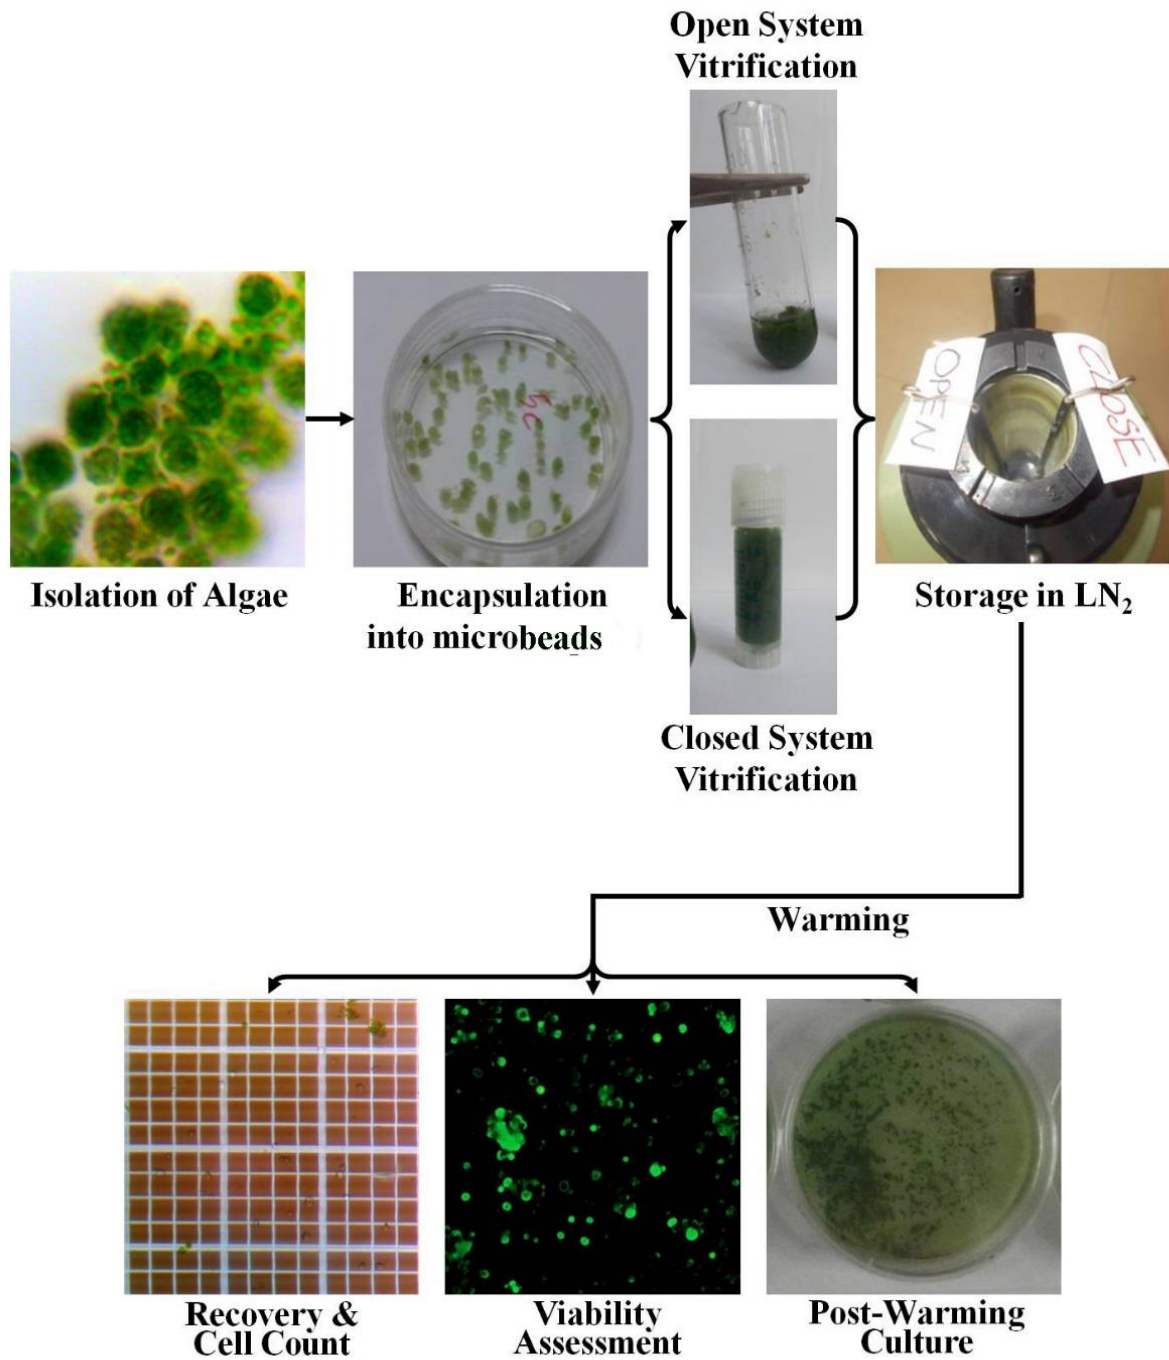 Open System
Vitrification
OPEN
CLOSE
5C
Isolation of Algae
Encapsulation
into microbeads
Storage in LN₂
Closed System
Vitrification
Warming
Recovery &
Cell Count
Viability
Assessment
Post-Warming
Culture